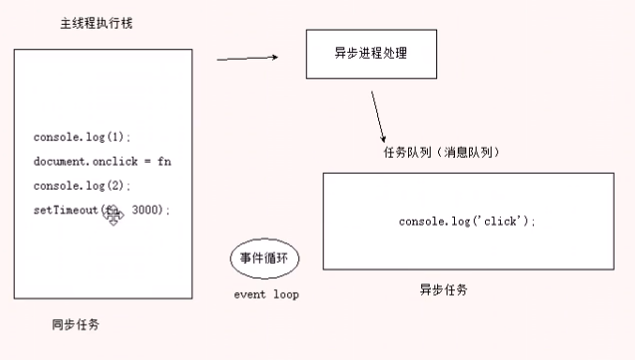 主线程执行栈
异步进程处理
console.log(1);
document.onclick = fn
console.log(2);
setTimeout( 3000);
任务队列（消息队列）
console.log('click');
事件循环
event loop
异步任务
同步任务